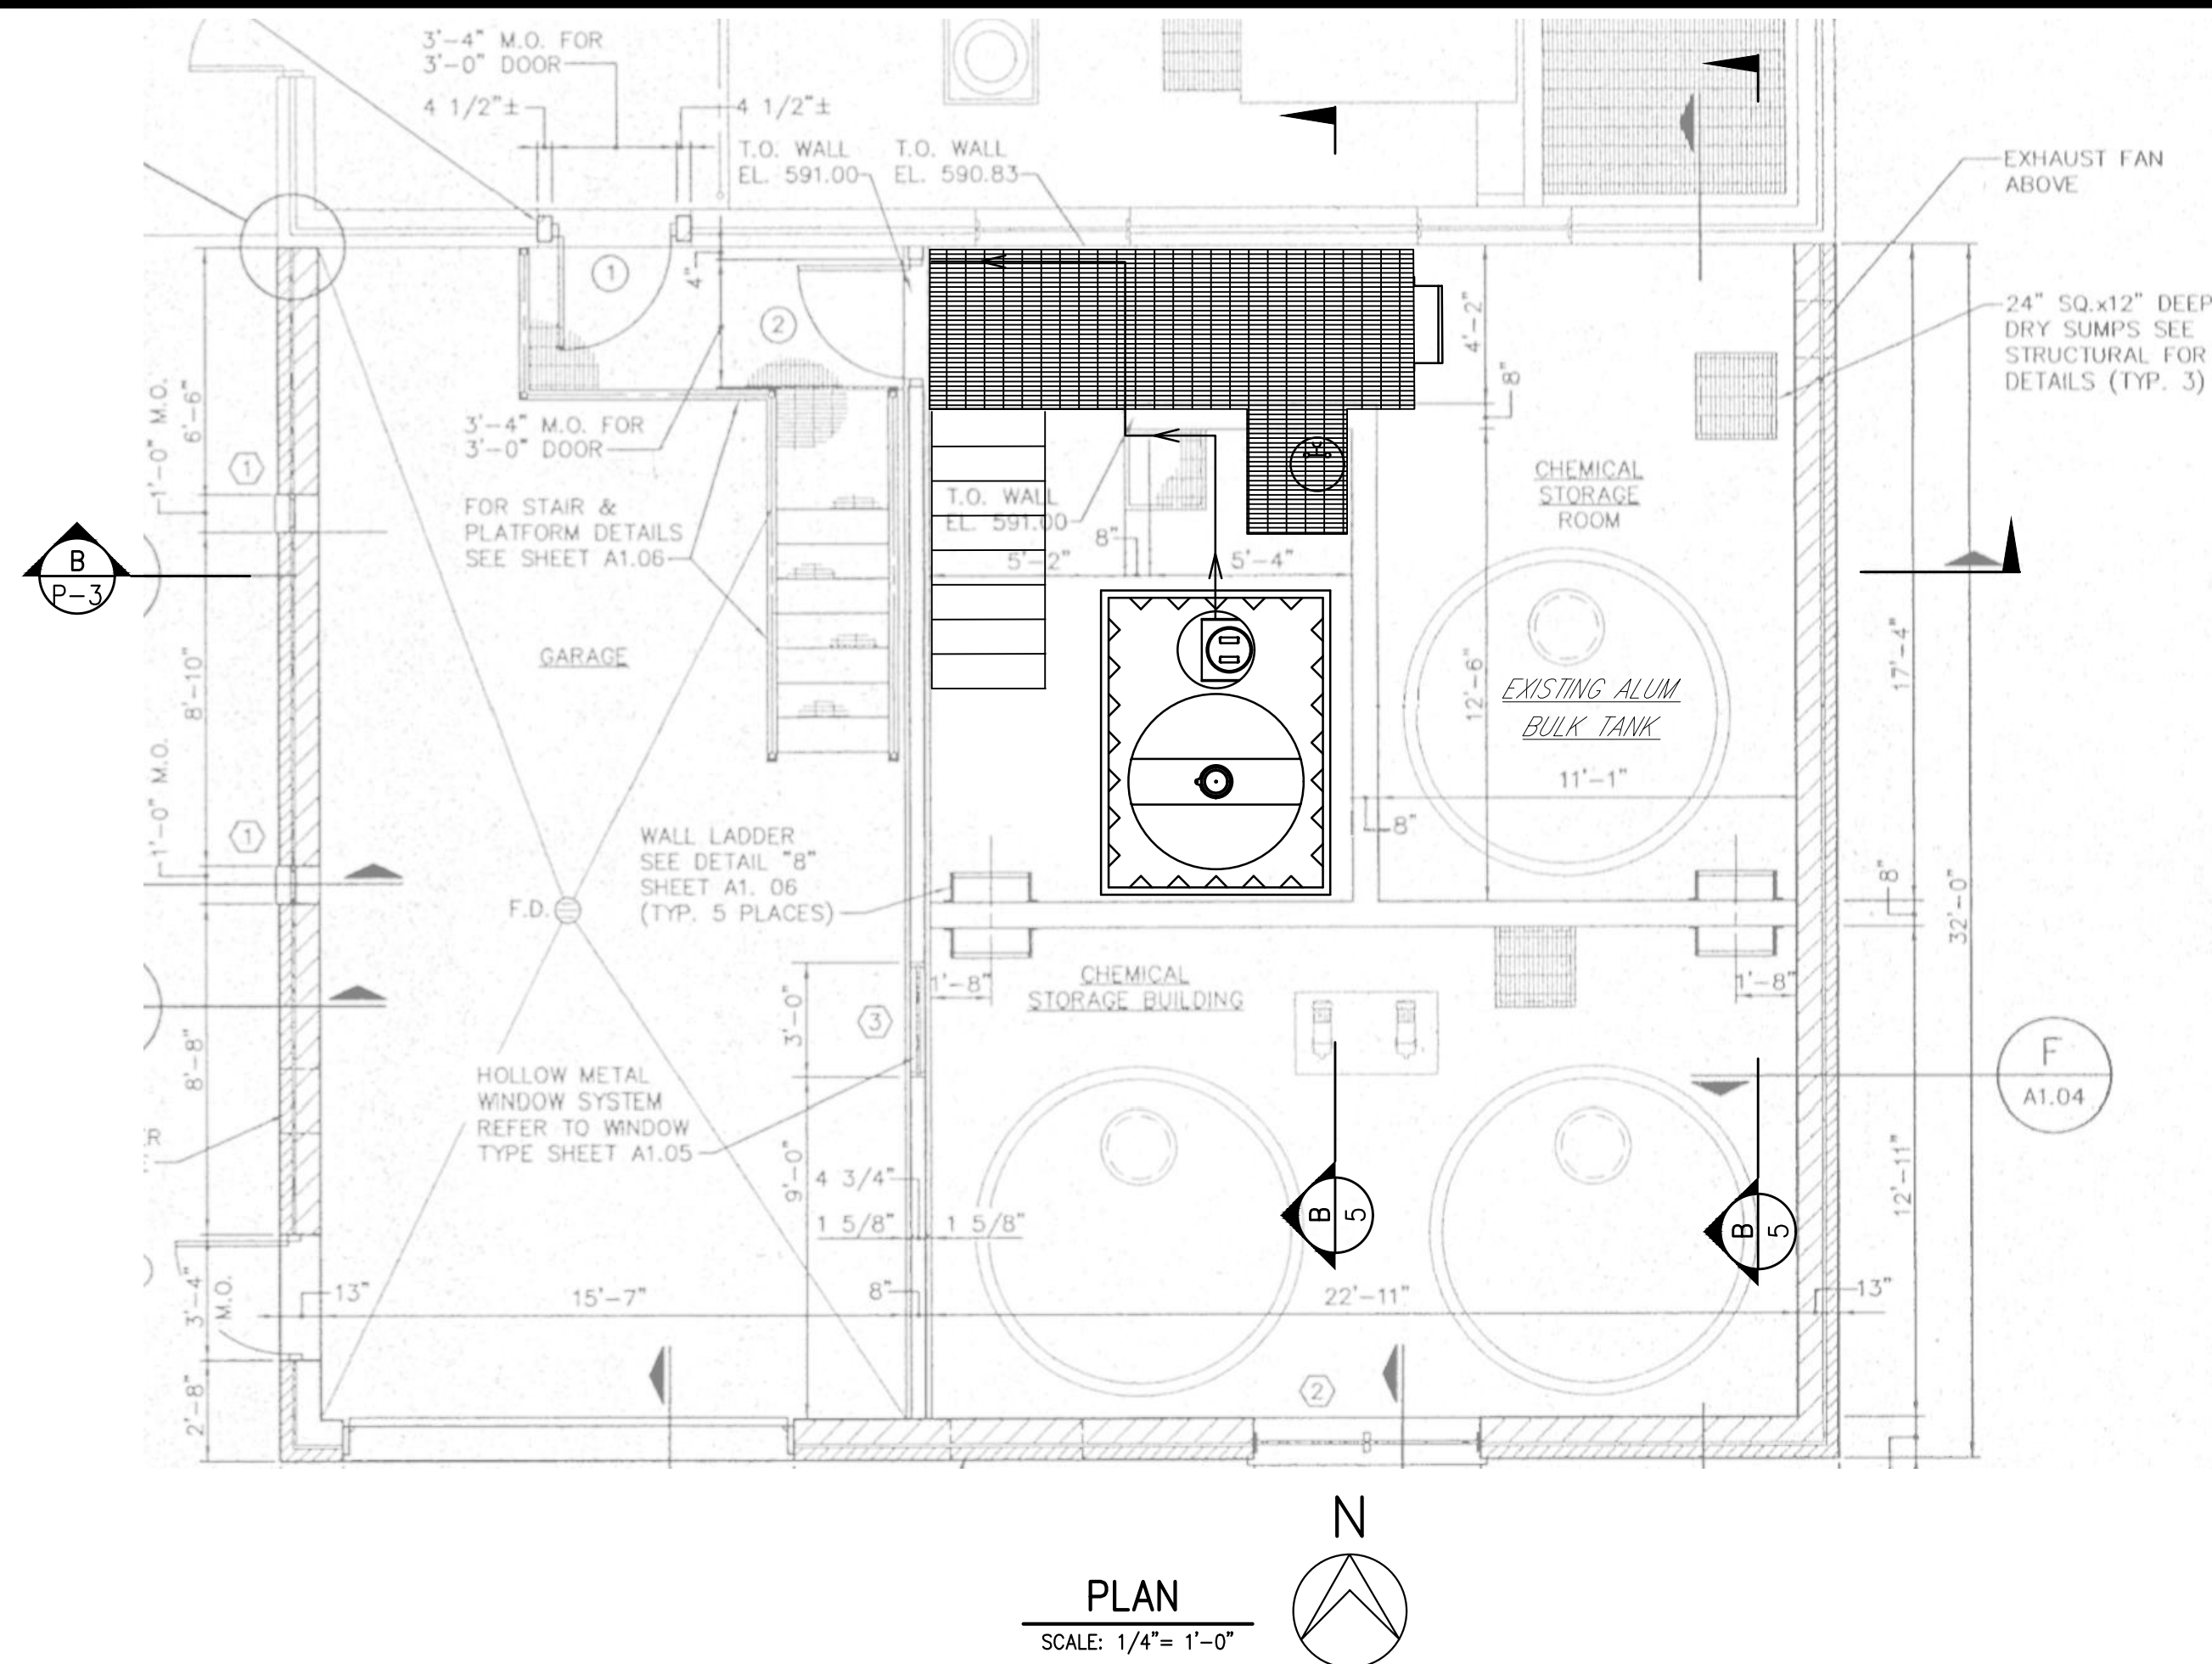 3'-4" M.O. FOR
3'-0" DOOR
4 1/2"±
4 1/2"±
T.O. WALL
EL. 591.00
T.O. WALL
EL. 590.83
EXHAUST FAN
ABOVE
24" SQ.x12" DEEP
DRY SUMPS SEE
STRUCTURAL FOR
DETAILS (TYP. 3)
1
2
4"
4'-2"
8"
1'-0" M.O.
6'-6"
1
3'-4" M.O. FOR
3'-0" DOOR
FOR STAIR &
PLATFORM DETAILS
SEE SHEET A1.06
T.O. WALL
EL. 591.00
8"
5'-2"
5'-4"
CHEMICAL
STORAGE
ROOM
B
P-3
GARAGE
8'-10"
12'-6"
17'-4"
EXISTING ALUM
BULK TANK
11'-1"
1'-0" M.O.
1
8"
WALL LADDER
SEE DETAIL "8"
SHEET A1. 06
(TYP. 5 PLACES)
F.D.
8"
32'-0"
1'-8"
1'-8"
CHEMICAL
STORAGE BUILDING
3'-0"
3
8'-8"
HOLLOW METAL
WINDOW SYSTEM
REFER TO WINDOW
TYPE SHEET A1.05
F
A1.04
ER
9'-0"
4 3/4"
1 5/8"
1 5/8"
12'-11"
B
5
B
5
3'-4"
M.O.
13"
15'-7"
8"
22'-11"
13"
2'-8"
2
N
PLAN
SCALE: 1/4"= 1'-0"